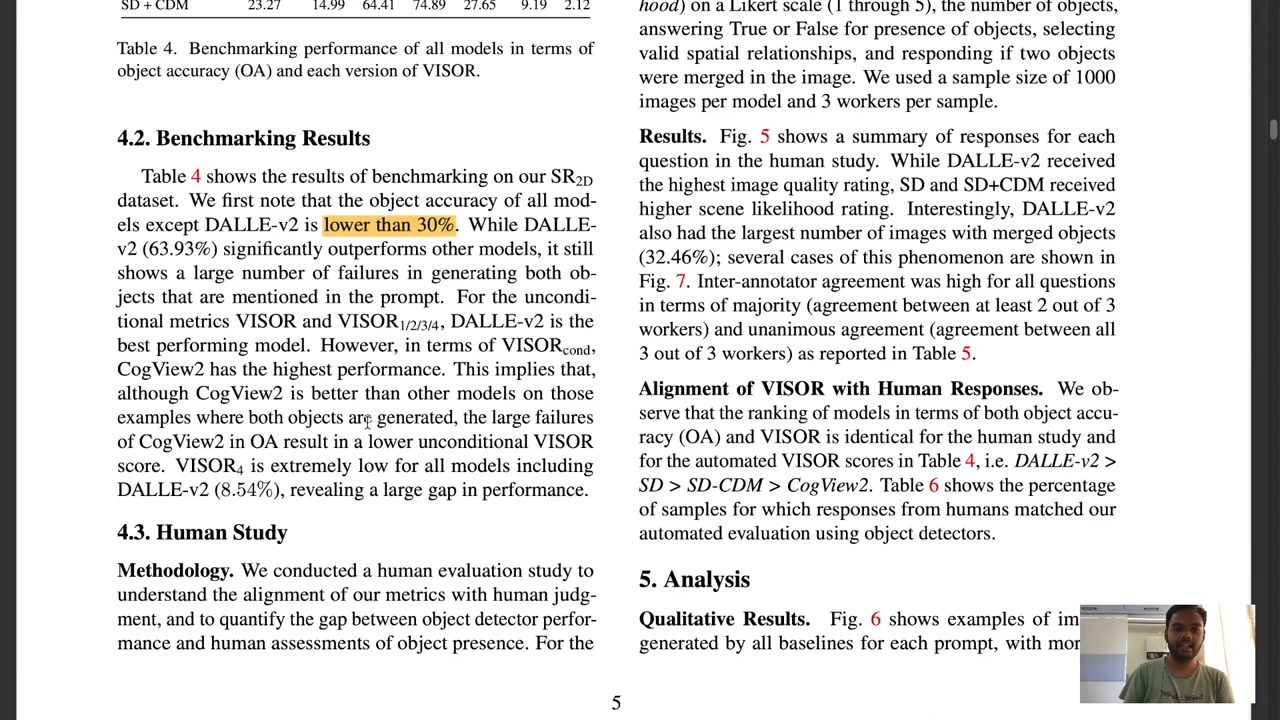 SD + CDM 23.27 14.99 64.41 74.89 27.65 9.19 2.12
Table 4. Benchmarking performance of all models in terms of
object accuracy (OA) and each version of VISOR.
4.2. Benchmarking Results
Table 4 shows the results of benchmarking on our SR2D
dataset. We first note that the object accuracy of all mod-
els except DALLE-v2 is lower than 30%. While DALLE-
v2 (63.93%) significantly outperforms other models, it still
shows a large number of failures in generating both ob-
jects that are mentioned in the prompt. For the uncondi-
tional metrics VISOR and VISOR1/2/3/4, DALLE-v2 is the
best performing model. However, in terms of VISORcond,
CogView2 has the highest performance. This implies that,
although CogView2 is better than other models on those
examples where both objects are generated, the large failures
of CogView2 in OA result in a lower unconditional VISOR
score. VISOR4 is extremely low for all models including
DALLE-v2 (8.54%), revealing a large gap in performance.
4.3. Human Study
Methodology. We conducted a human evaluation study to
understand the alignment of our metrics with human judg-
ment, and to quantify the gap between object detector perfor-
mance and human assessments of object presence. For the
hood) on a Likert scale (1 through 5), the number of objects,
answering True or False for presence of objects, selecting
valid spatial relationships, and responding if two objects
were merged in the image. We used a sample size of 1000
images per model and 3 workers per sample.
Results. Fig. 5 shows a summary of responses for each
question in the human study. While DALLE-v2 received
the highest image quality rating, SD and SD+CDM received
higher scene likelihood rating. Interestingly, DALLE-v2
also had the largest number of images with merged objects
(32.46%); several cases of this phenomenon are shown in
Fig. 7. Inter-annotator agreement was high for all questions
in terms of majority (agreement between at least 2 out of 3
workers) and unanimous agreement (agreement between all
3 out of 3 workers) as reported in Table 5.
Alignment of VISOR with Human Responses. We ob-
serve that the ranking of models in terms of both object accu-
racy (OA) and VISOR is identical for the human study and
for the automated VISOR scores in Table 4, i.e. DALLE-v2 >
SD > SD-CDM > CogView2. Table 6 shows the percentage
of samples for which responses from humans matched our
automated evaluation using object detectors.
5. Analysis
Qualitative Results. Fig. 6 shows examples of im
generated by all baselines for each prompt, with mor
5